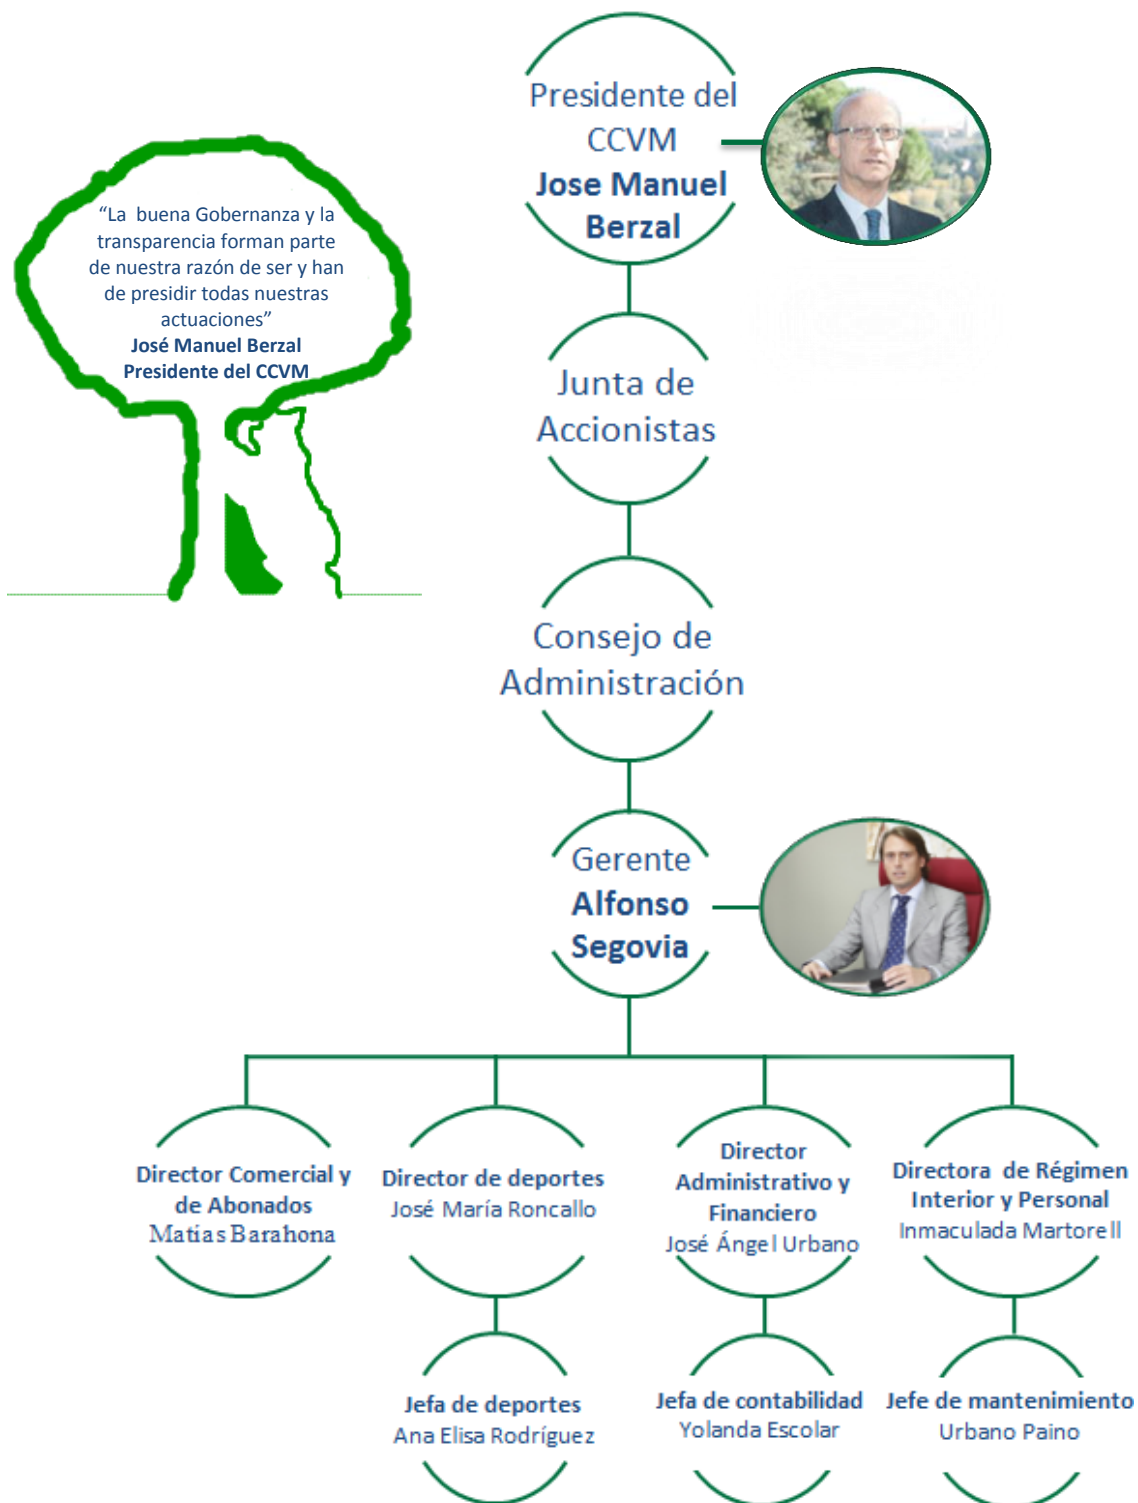 Presidente del
CCVM
Jose Manuel
Berzal
“La buena Gobernanza y la
transparencia forman parte
de nuestra razón de ser y han
de presidir todas nuestras
actuaciones”
José Manuel Berzal
Presidente del CCVM
Junta de
Accionistas
Consejo de
Administración
Gerente
Alfonso
Segovia
Director Comercial y
de Abonados
Matías Barahona
Director de deportes
José María Roncallo
Director
Administrativo y
Financiero
José Ángel Urbano
Directora de Régimen
Interior y Personal
Inmaculada Martorell
Jefa de deportes
Ana Elisa Rodríguez
Jefa de contabilidad
Yolanda Escolar
Jefe de mantenimiento
Urbano Paino